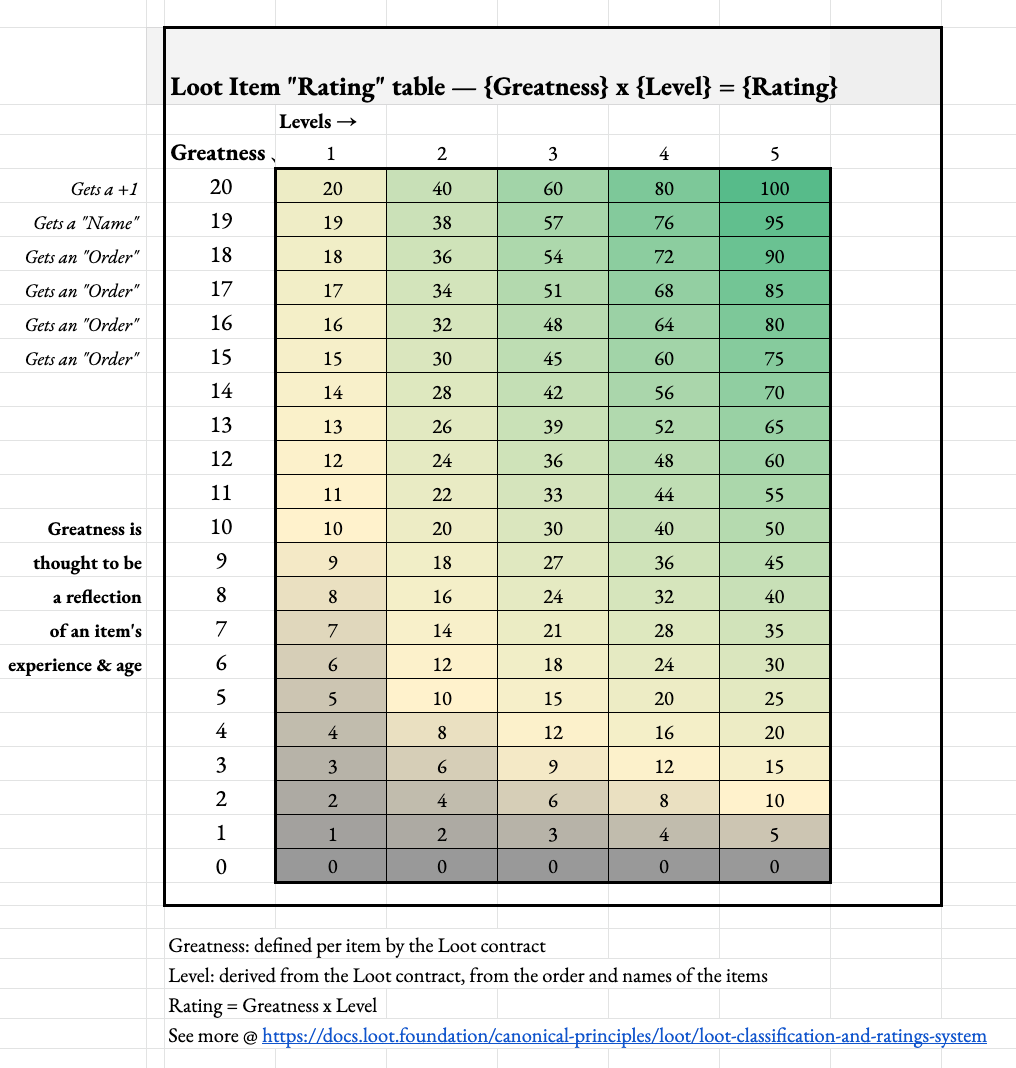 Loot Item "Rating" table — {Greatness} x {Level} = {Rating}
Levels →
Greatness 1 2 3 4 5
Gets a +1 20 20 40 60 80 100
Gets a "Name" 19 19 38 57 76 95
Gets an "Order" 18 18 36 54 72 90
Gets an "Order" 17 17 34 51 68 85
Gets an "Order" 16 16 32 48 64 80
Gets an "Order" 15 15 30 45 60 75
14 14 28 42 56 70
13 13 26 39 52 65
12 12 24 36 48 60
11 11 22 33 44 55
Greatness is 10 10 20 30 40 50
thought to be 9 9 18 27 36 45
a reflection 8 8 16 24 32 40
of an item's 7 7 14 21 28 35
experience & age 6 6 12 18 24 30
5 5 10 15 20 25
4 4 8 12 16 20
3 3 6 9 12 15
2 2 4 6 8 10
1 1 2 3 4 5
0 0 0 0 0 0
Greatness: defined per item by the Loot contract
Level: derived from the Loot contract, from the order and names of the items
Rating = Greatness x Level
See more @ https://docs.loot.foundation/canonical-principles/loot/loot-classification-and-ratings-system